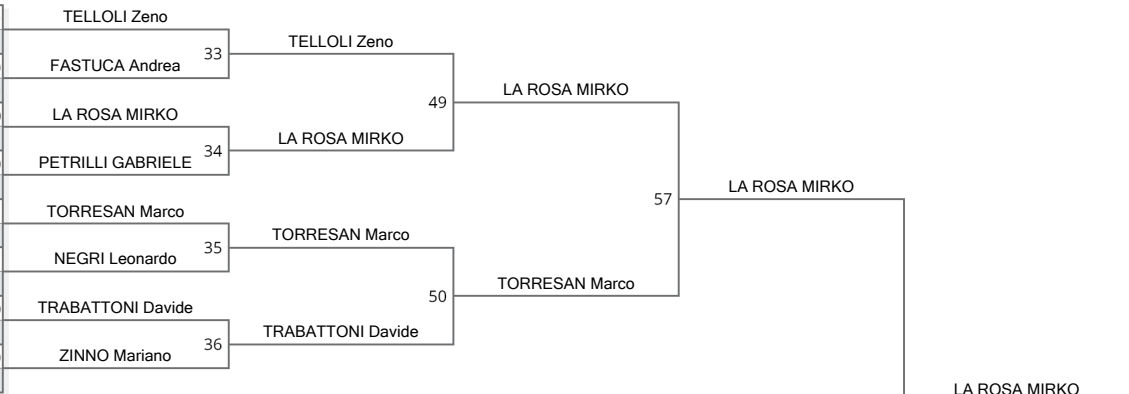 TELLOLI Zeno
33
FASTUCA Andrea
TELLOLI Zeno
LA ROSA MIRKO
34
PETRILLI GABRIELE
LA ROSA MIRKO
49
LA ROSA MIRKO
TORRESAN Marco
35
NEGRI Leonardo
TORRESAN Marco
TRABATTONI Davide
36
ZINNO Mariano
TRABATTONI Davide
50
TORRESAN Marco
57
LA ROSA MIRKO
LA ROSA MIRKO